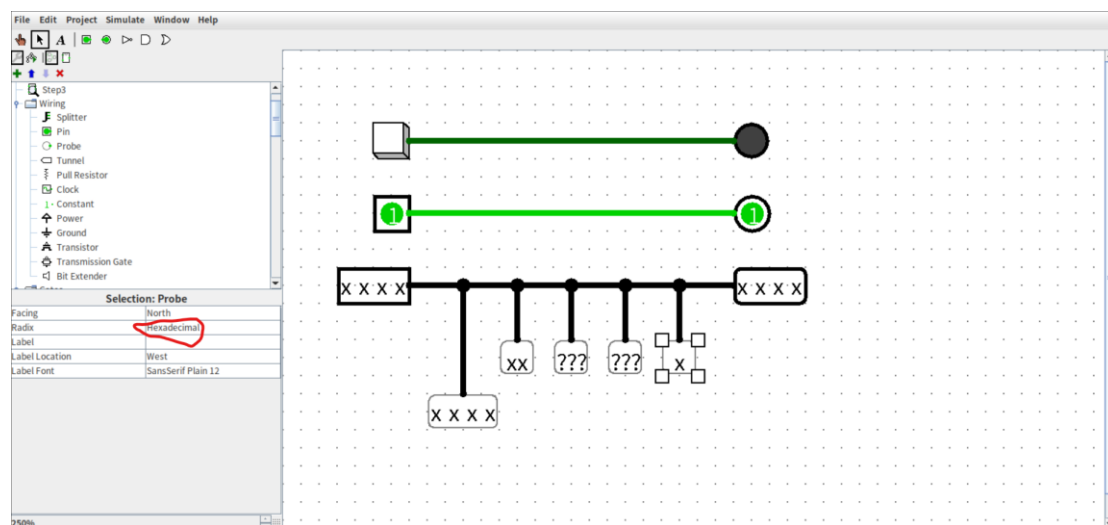 File Edit Project Simulate Window Help
A
Step3
Wiring
Splitter
Pin
Probe
Tunnel
Pull Resistor
Clock
1 Constant
Power
Ground
Transistor
Transmission Gate
Bit Extender
Selection: Probe
Facing North
Radix Hexadecimal
Label
Label Location West
Label Font SansSerif Plain 12
250%
1 1
x x x x x x x x
xx ??? ??? x
x x x x